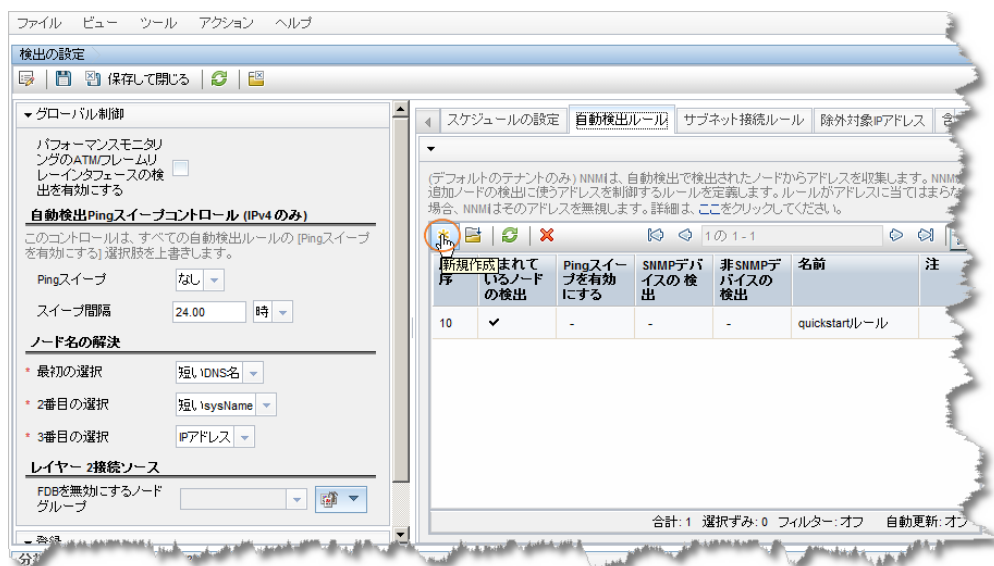 ファイル ビュー ツール アクション ヘルプ
検出の設定
保存して閉じる
▼グローバル制御
パフォーマンスモニタリ
ングのATM/フレームリ
レーインタフェースの検
出を有効にする
自動検出Pingスイープコントロール (IPv4 のみ)
このコントロールは、すべての自動検出ルールの [Pingスイープ
を有効にする] 選択肢を上書きします。
Pingスイープ なし
スイープ間隔 24.00 時
ノード名の解決
* 最初の選択 短いDNS名
* 2番目の選択 短いsysName
* 3番目の選択 IPアドレス
レイヤー 2接続ソース
FDBを無効にするノード
グループ
スケジュールの設定 自動検出ルール サブネット接続ルール 除外対象IPアドレス
(デフォルトのテナントのみ) NNMiは、自動検出で検出されたノードからアドレスを収集します。
追加ノードの検出に使うアドレスを制御するルールを定義します。ルールがアドレスに当てはまらな
場合、NNMiはそのアドレスを無視します。詳細は、ここをクリックしてください。
1の 1 - 1
新規作成
序 まれて
いるノード
の検出 Pingスイー
プを有効
にする SNMPデバ
イスの 検
出 非SNMPデ
バイスの
検出 名前 注
10 ✔ - - - quickstartルール
合計: 1 選択ずみ: 0 フィルター: オフ 自動更新: オフ